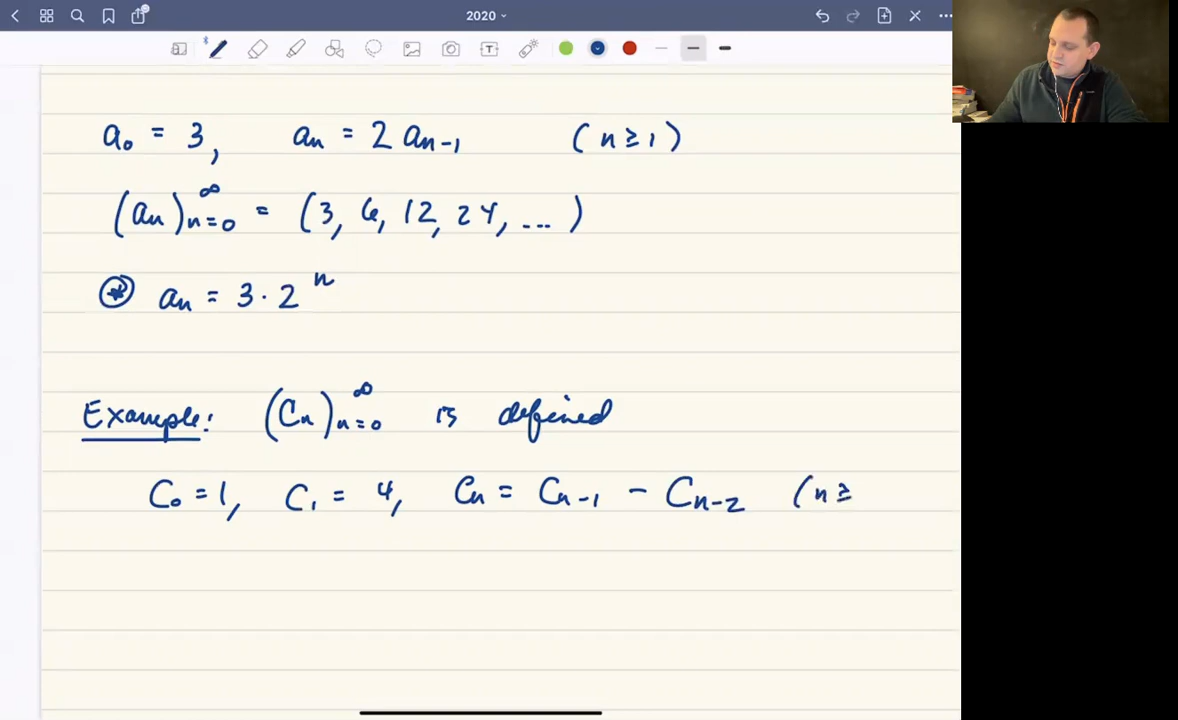 2020
a₀ = 3, aₙ = 2 aₙ₋₁ (n ≥ 1)
(aₙ)ₙ₌₀^∞ = (3, 6, 12, 24, ... )
⊛ aₙ = 3 · 2ⁿ
Example: (Cₙ)ₙ₌₀^∞ is defined
C₀ = 1, C₁ = 4, Cₙ = Cₙ₋₁ − Cₙ₋₂ (n ≥